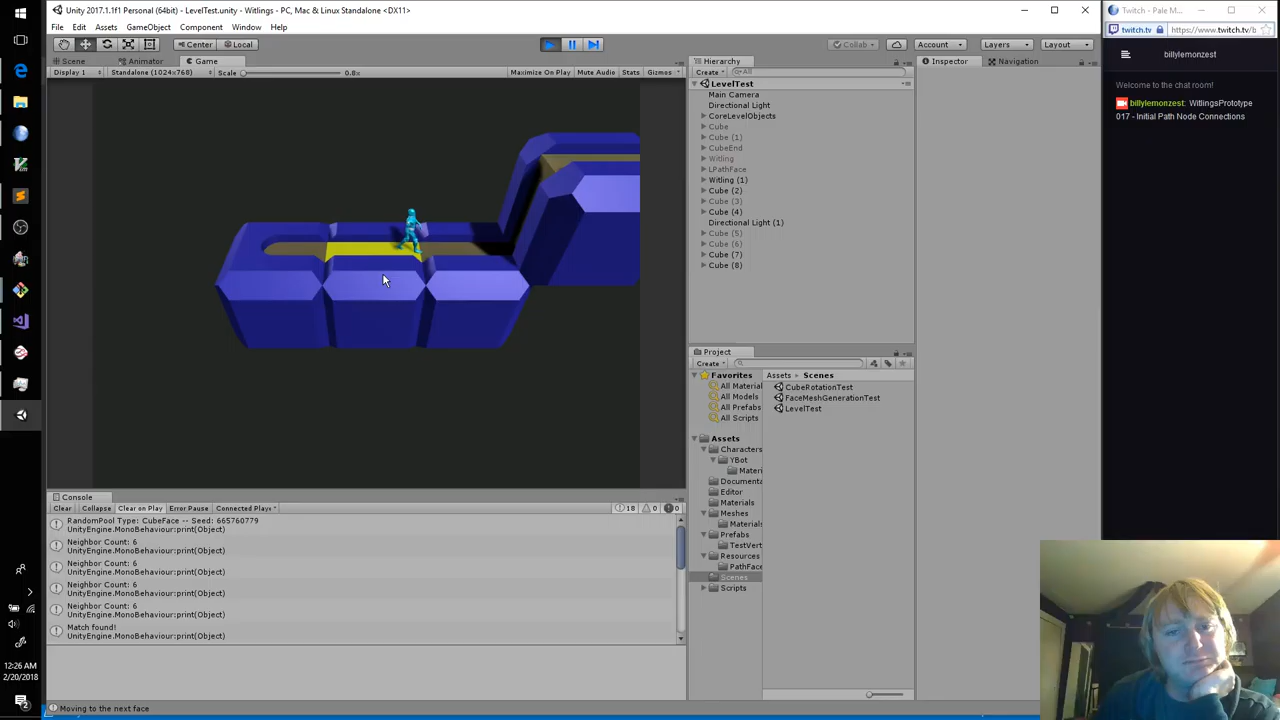 Unity 2017.1.1f1 Personal (64bit) - LevelTest.unity - Witlings - PC, Mac & Linux Standalone <DX11>
File Edit Assets GameObject Component Window Help
Center Local Collab Account Layers Layout
Scene Animator Game
Display 1 Standalone (1024x768) Scale 0.8x Maximize On Play Mute Audio Stats Gizmos
Hierarchy
Create All
LevelTest
Main Camera
Directional Light
CoreLevelObjects
Cube
Cube (1)
CubeEnd
Witling
LPathFace
Witling (1)
Cube (2)
Cube (3)
Cube (4)
Directional Light (1)
Cube (5)
Cube (6)
Cube (7)
Cube (8)
Project
Create
Favorites
All Material
All Models
All Prefabs
All Scripts
Assets
Characters
YBot
Materi
Documenta
Editor
Materials
Meshes
Materials
Prefabs
TestVert
Resources
PathFace
Scenes
Scripts
Assets Scenes
CubeRotationTest
FaceMeshGenerationTest
LevelTest
Inspector Navigation
Console
Clear Collapse Clear on Play Error Pause Connected Playe 18 0 0
RandomPool Type: CubeFace -- Seed: 665760779
UnityEngine.MonoBehaviour:print(Object)
Neighbor Count: 6
UnityEngine.MonoBehaviour:print(Object)
Neighbor Count: 6
UnityEngine.MonoBehaviour:print(Object)
Neighbor Count: 6
UnityEngine.MonoBehaviour:print(Object)
Neighbor Count: 6
UnityEngine.MonoBehaviour:print(Object)
Match found!
UnityEngine.MonoBehaviour:print(Object)
Moving to the next face
12:26 AM
2/20/2018
Twitch - Pale M
twitch.tv https://www.twitch.tv/b
billylemonzest
Welcome to the chat room!
billylemonzest: WitlingsPrototype
017 - Initial Path Node Connections